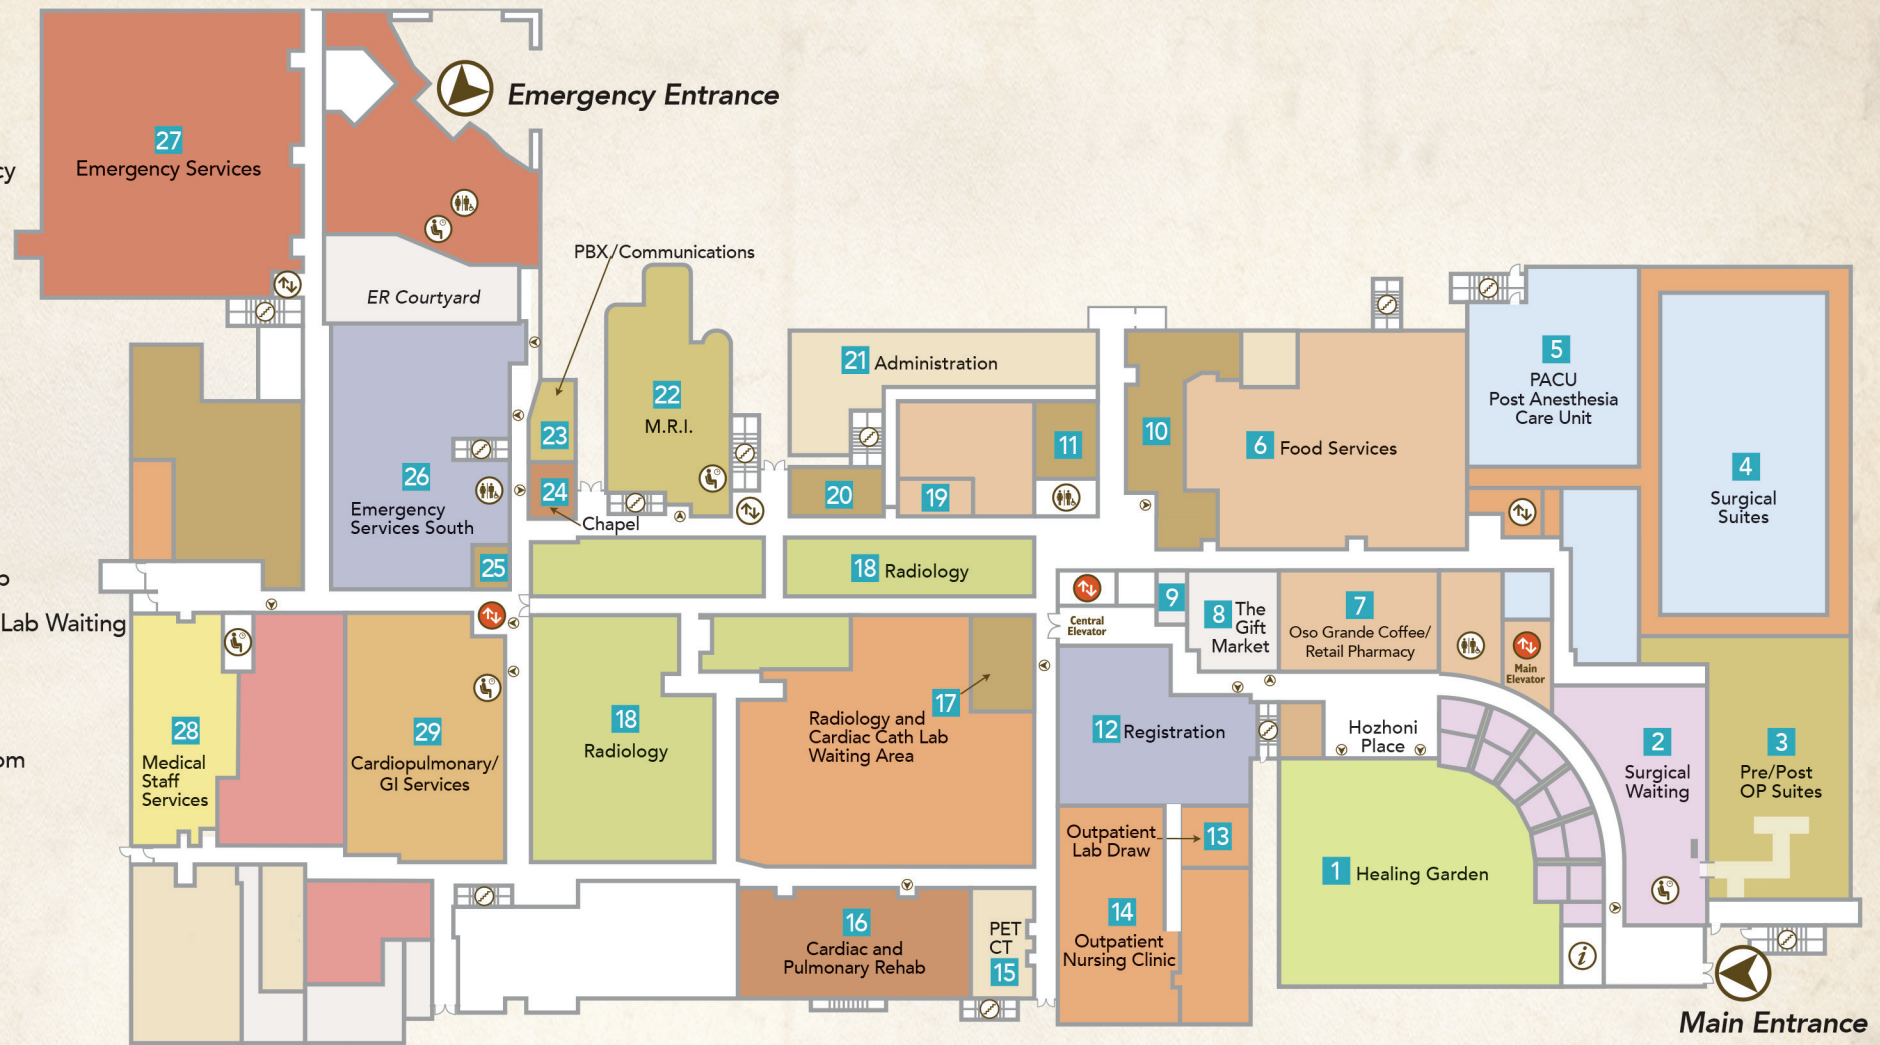 Emergency Entrance
27
Emergency Services
cy
ER Courtyard
PBX/Communications
22
M.R.I.
21 Administration
23
24
Chapel
26
Emergency
Services South
25
20
19
11
10
6 Food Services
5
PACU
Post Anesthesia
Care Unit
4
Surgical
Suites
18 Radiology
p
Lab Waiting
om
Central
Elevator
9
8 The
Gift
Market
7
Oso Grande Coffee/
Retail Pharmacy
Main
Elevator
28
Medical
Staff
Services
29
Cardiopulmonary/
GI Services
18
Radiology
17
Radiology and
Cardiac Cath Lab
Waiting Area
12 Registration
Hozhoni
Place
2
Surgical
Waiting
3
Pre/Post
OP Suites
Outpatient
Lab Draw
13
1 Healing Garden
14
Outpatient
Nursing Clinic
16
Cardiac and
Pulmonary Rehab
PET
CT
15
i
Main Entrance